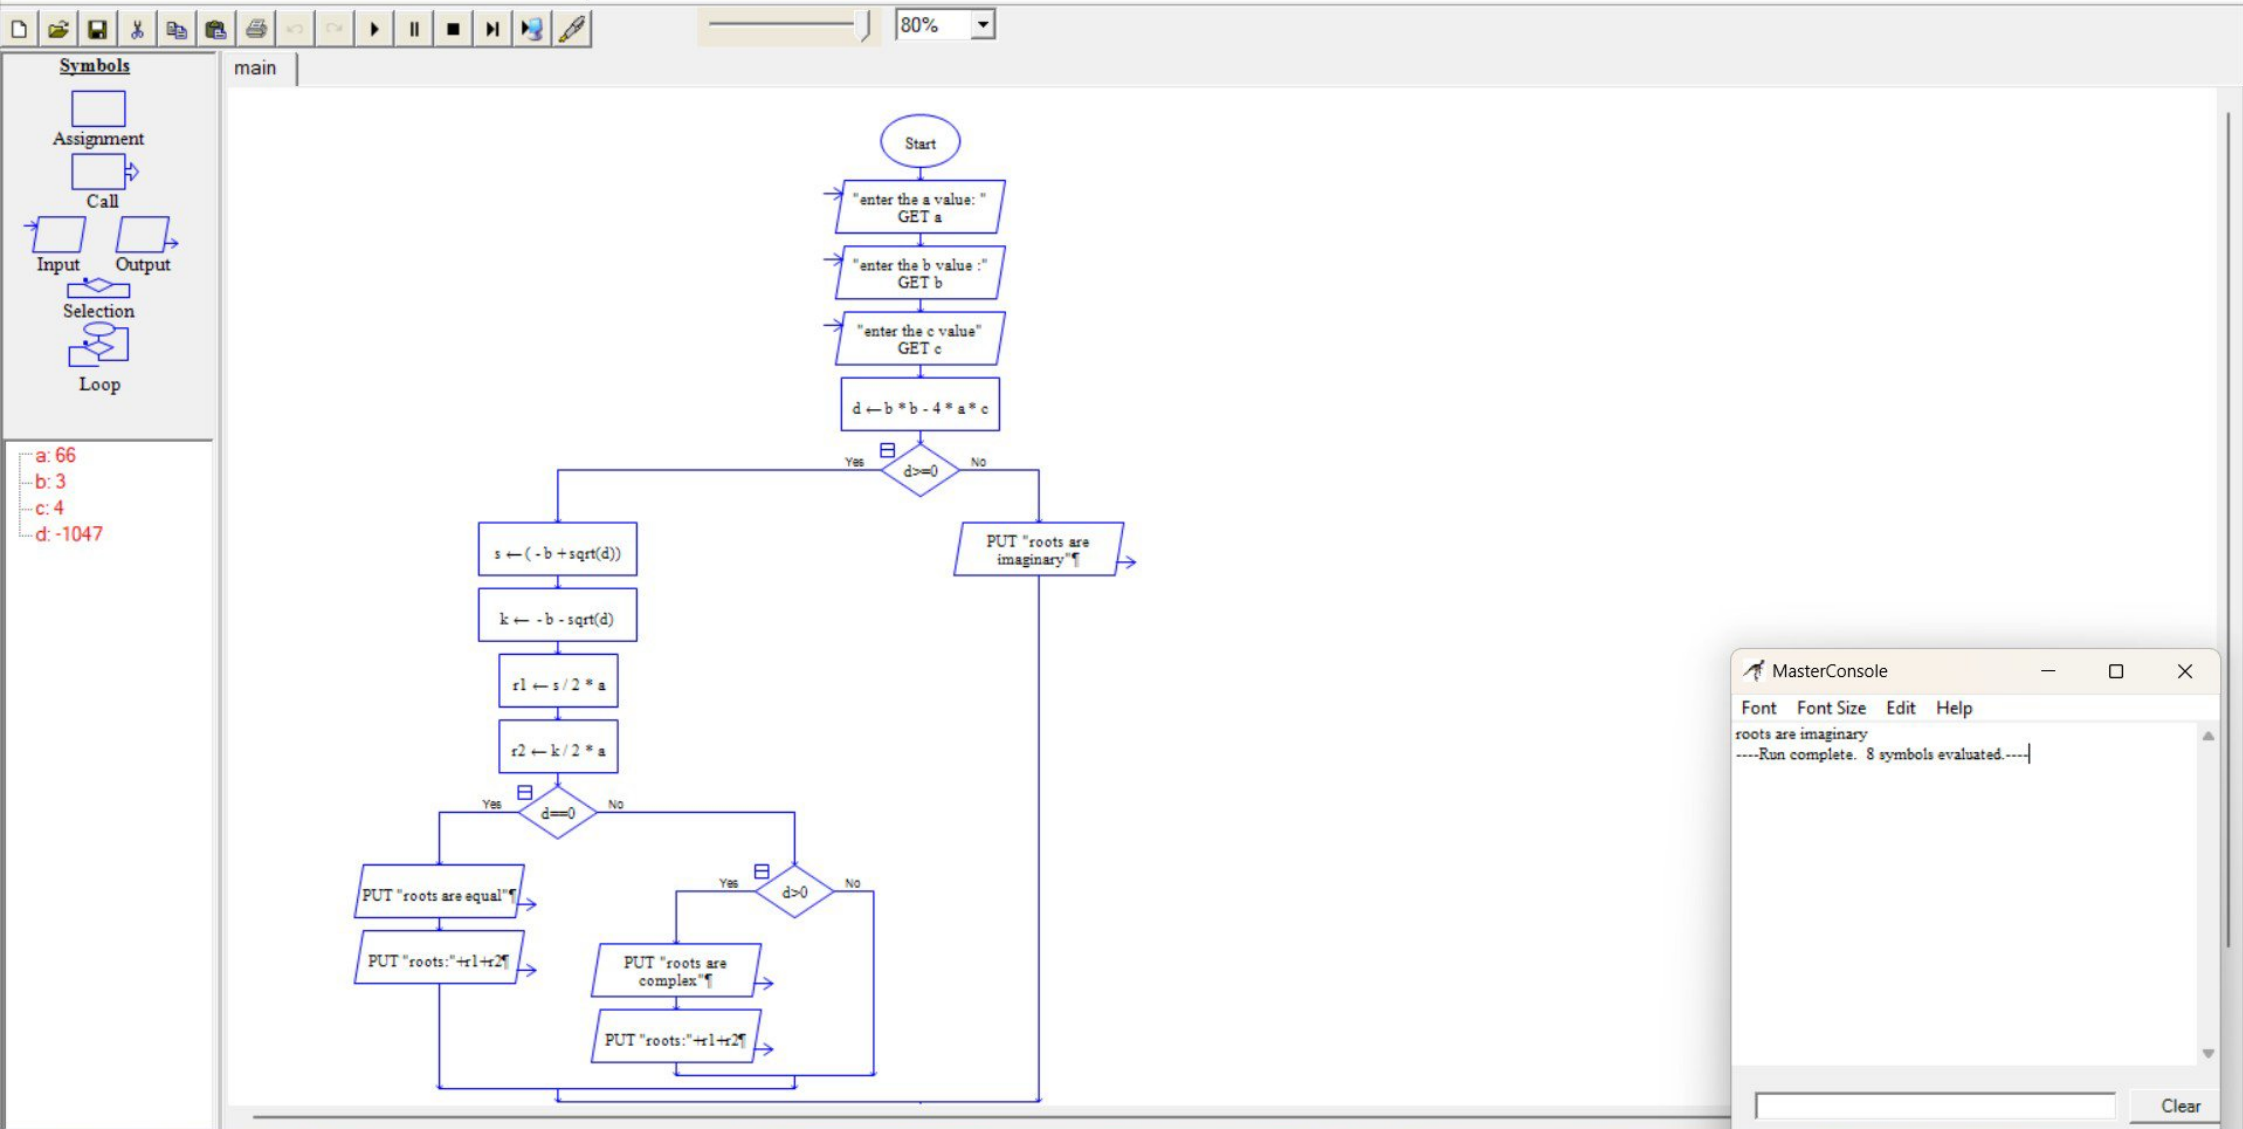 80%
Symbols
Assignment
Call
Input Output
Selection
Loop
a: 66
b: 3
c: 4
d: -1047
main
Start
"enter the a value: "
GET a
"enter the b value :"
GET b
"enter the c value"
GET c
d ← b * b - 4 * a * c
Yes d>=0 No
s ← ( - b + sqrt(d))
k ← - b - sqrt(d)
r1 ← s / 2 * a
r2 ← k / 2 * a
Yes d==0 No
PUT "roots are equal"¶
PUT "roots:"+r1+r2¶
Yes d>0 No
PUT "roots are
complex"¶
PUT "roots:"+r1+r2¶
PUT "roots are
imaginary"¶
MasterConsole
Font Font Size Edit Help
roots are imaginary
----Run complete. 8 symbols evaluated.----
Clear